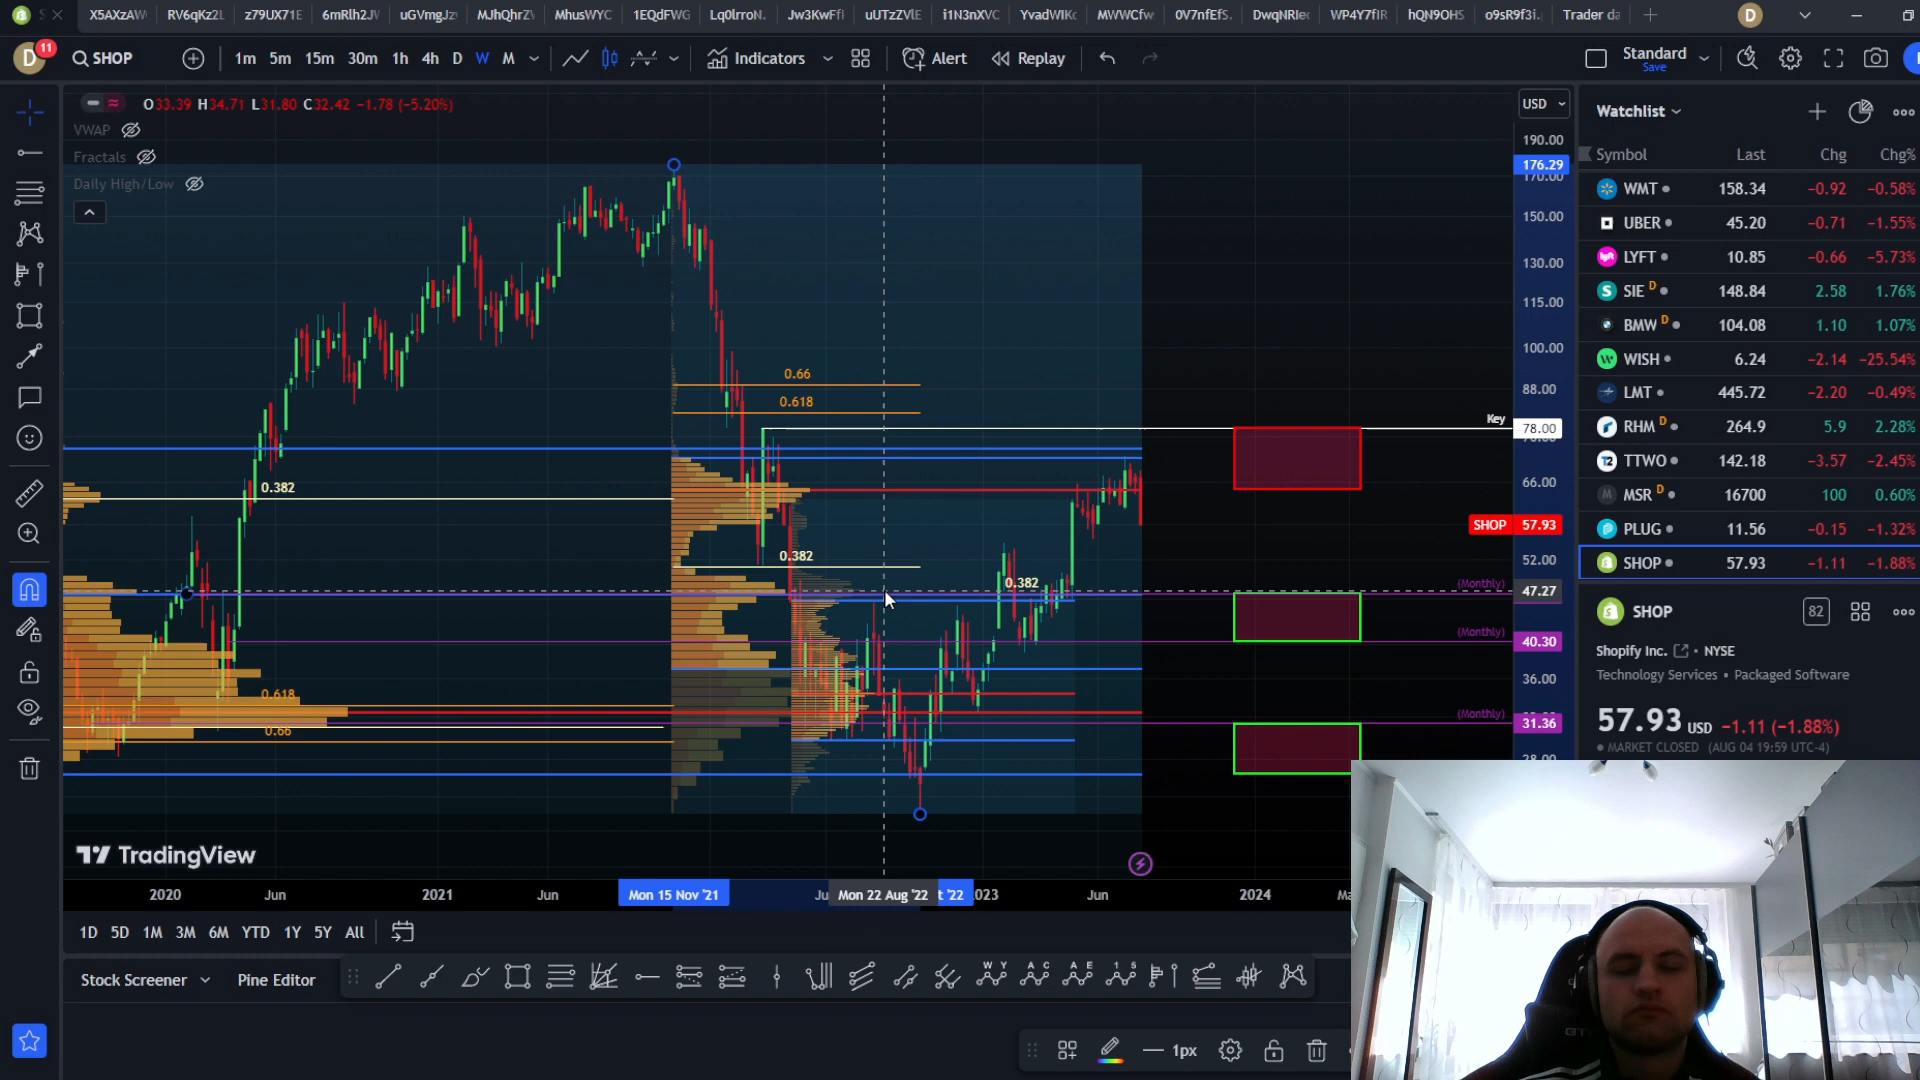 X5AXzAW RV6qKz2L z79UX71E 6mRlh2JV uGVmgJz MJhQhrZ MhusWYC 1EQdFWG Lq0lrroN. Jw3KwFfl uUTzZVlE i1N3nXVC YvadWIKc MWWCfw 0V7nfEfS. DwqNRIec WP4Y7fIR hQN9OHS o9sR9f3i. Trader da D
D 11 SHOP 1m 5m 15m 30m 1h 4h D W M Indicators Alert Replay Standard
Save
O33.39 H34.71 L31.80 C32.42 −1.78 (−5.20%)
VWAP
Fractals
Daily High/Low
USD
190.00
176.29
170.00
150.00
130.00
115.00
100.00
88.00
Key 78.00
66.00
SHOP 57.93
52.00
(Monthly) 47.27
(Monthly) 40.30
36.00
(Monthly) 31.36
28.00
0.66
0.618
0.382
0.382
0.382
0.618
0.66
TradingView
2020 Jun 2021 Jun Mon 15 Nov '21 Ju Mon 22 Aug '22 t '22 2023 Jun 2024 Ma
1D 5D 1M 3M 6M YTD 1Y 5Y All
Stock Screener Pine Editor
W Y A C A E 1 5
1px
Watchlist
Symbol Last Chg Chg%
WMT 158.34 −0.92 −0.58%
UBER 45.20 −0.71 −1.55%
LYFT 10.85 −0.66 −5.73%
SIE D 148.84 2.58 1.76%
BMW D 104.08 1.10 1.07%
WISH 6.24 −2.14 −25.54%
LMT 445.72 −2.20 −0.49%
RHM D 264.9 5.9 2.28%
TTWO 142.18 −3.57 −2.45%
MSR D 16700 100 0.60%
PLUG 11.56 −0.15 −1.32%
SHOP 57.93 −1.11 −1.88%
SHOP 82
Shopify Inc. • NYSE
Technology Services • Packaged Software
57.93 USD −1.11 (−1.88%)
MARKET CLOSED (AUG 04 19:59 UTC-4)